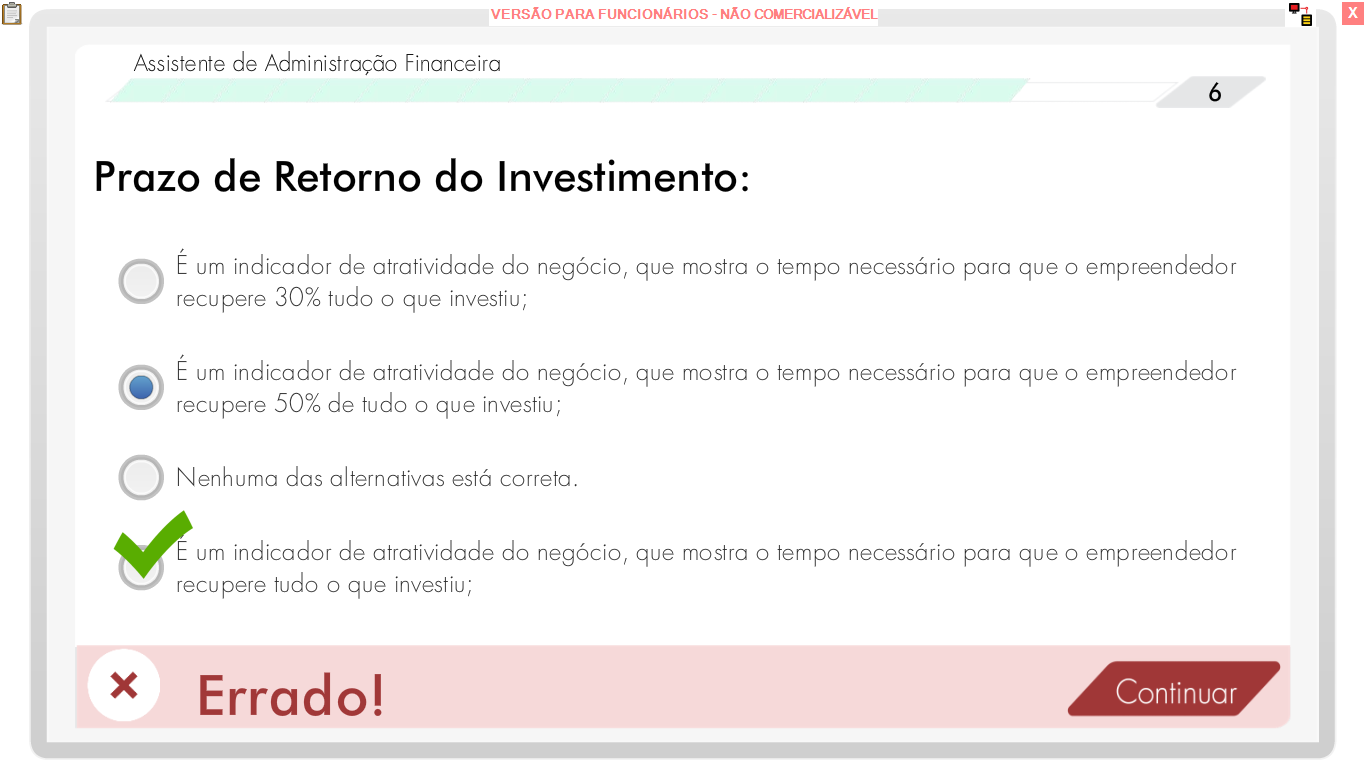 VERSÃO PARA FUNCIONÁRIOS - NÃO COMERCIALIZÁVEL
X
Assistente de Administração Financeira
6
Prazo de Retorno do Investimento:
É um indicador de atratividade do negócio, que mostra o tempo necessário para que o empreendedor
recupere 30% tudo o que investiu;
É um indicador de atratividade do negócio, que mostra o tempo necessário para que o empreendedor
recupere 50% de tudo o que investiu;
Nenhuma das alternativas está correta.
É um indicador de atratividade do negócio, que mostra o tempo necessário para que o empreendedor
recupere tudo o que investiu;
Errado!
Continuar